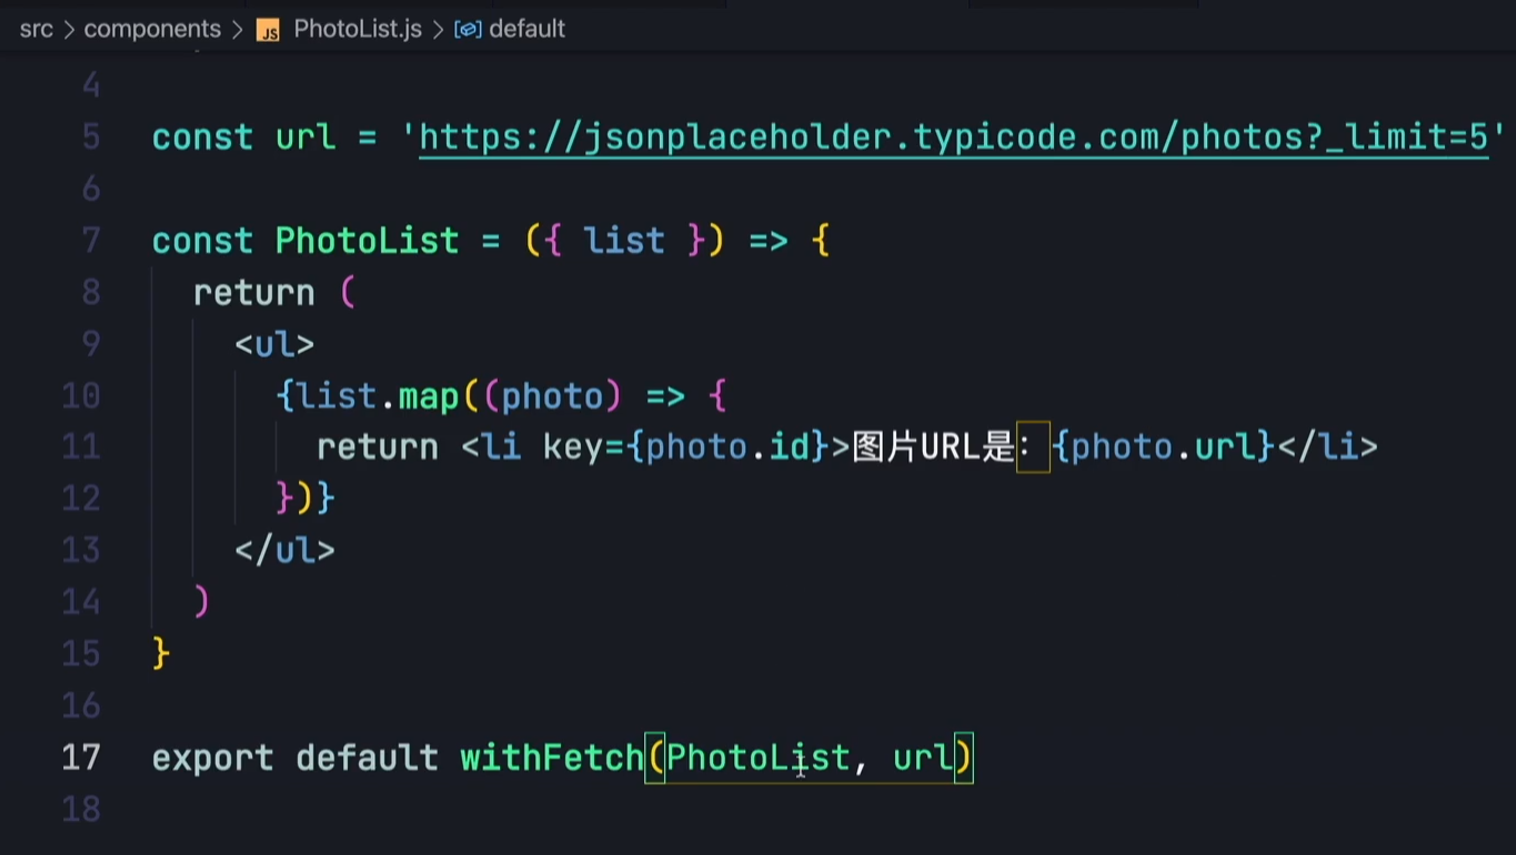 src > components > JS PhotoList.js > default
4
5 const url = 'https://jsonplaceholder.typicode.com/photos?_limit=5'
6
7 const PhotoList = ({ list }) => {
8 return (
9 <ul>
10 {list.map((photo) => {
11 return <li key={photo.id}>图片URL是：{photo.url}</li>
12 })}
13 </ul>
14 )
15 }
16
17 export default withFetch(PhotoList, url)
18